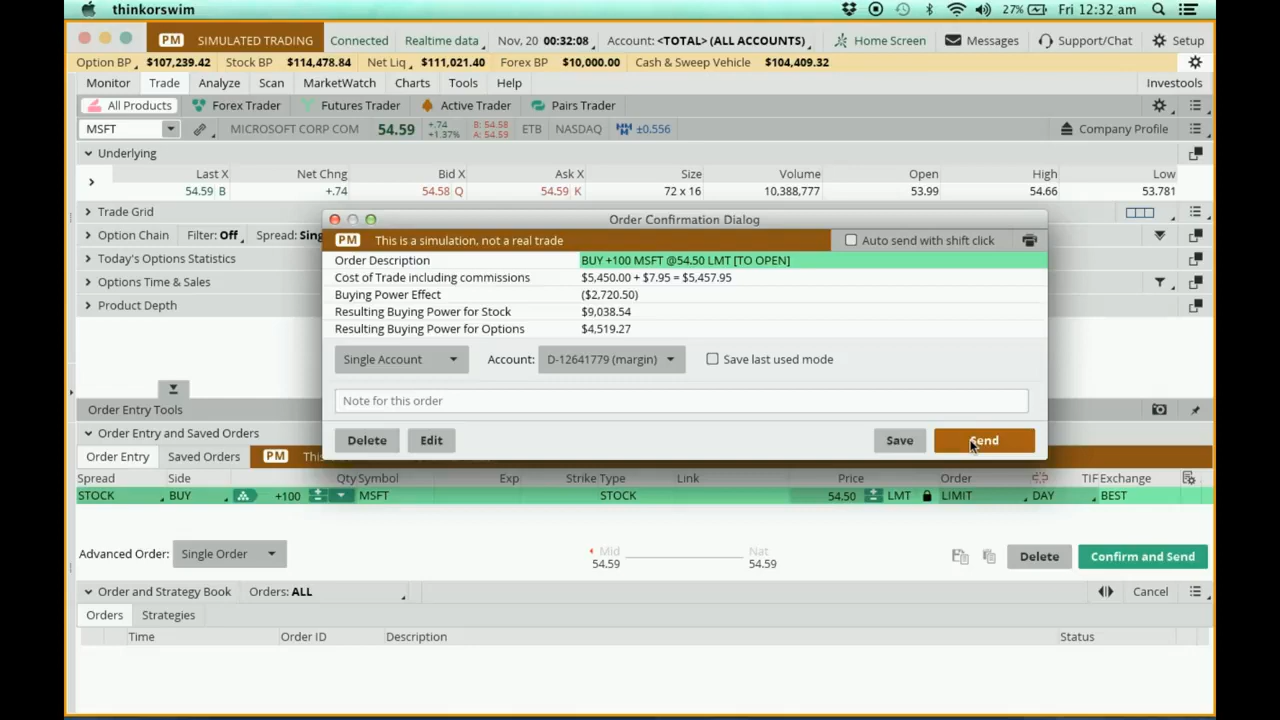 thinkorswim 27% Fri 12:32 am
PM SIMULATED TRADING Connected Realtime data Nov, 20 00:32:08 Account: <TOTAL> (ALL ACCOUNTS) Home Screen Messages Support/Chat Setup
Option BP $107,239.42 Stock BP $114,478.84 Net Liq $111,021.40 Forex BP $10,000.00 Cash & Sweep Vehicle $104,409.32
Monitor Trade Analyze Scan MarketWatch Charts Tools Help Investools
All Products Forex Trader Futures Trader Active Trader Pairs Trader
MSFT MICROSOFT CORP COM 54.59 +.74 +1.37% B: 54.58 A: 54.59 ETB NASDAQ ±0.556 Company Profile
Underlying
Last X Net Chng Bid X Ask X Size Volume Open High Low
54.59 B +.74 54.58 Q 54.59 K 72 x 16 10,388,777 53.99 54.66 53.781
Trade Grid
Option Chain Filter: Off Spread: Sing
Today's Options Statistics
Options Time & Sales
Product Depth
Order Confirmation Dialog
PM This is a simulation, not a real trade Auto send with shift click
Order Description BUY +100 MSFT @54.50 LMT [TO OPEN]
Cost of Trade including commissions $5,450.00 + $7.95 = $5,457.95
Buying Power Effect ($2,720.50)
Resulting Buying Power for Stock $9,038.54
Resulting Buying Power for Options $4,519.27
Single Account Account: D-12641779 (margin) Save last used mode
Note for this order
Delete Edit Save Send
Order Entry Tools
Order Entry and Saved Orders
Order Entry Saved Orders PM This
Spread Side Qty Symbol Exp Strike Type Link Price Order TIF Exchange
STOCK BUY +100 MSFT STOCK 54.50 LMT LIMIT DAY BEST
Advanced Order: Single Order Mid 54.59 Nat 54.59 Delete Confirm and Send
Order and Strategy Book Orders: ALL Cancel
Orders Strategies
Time Order ID Description Status